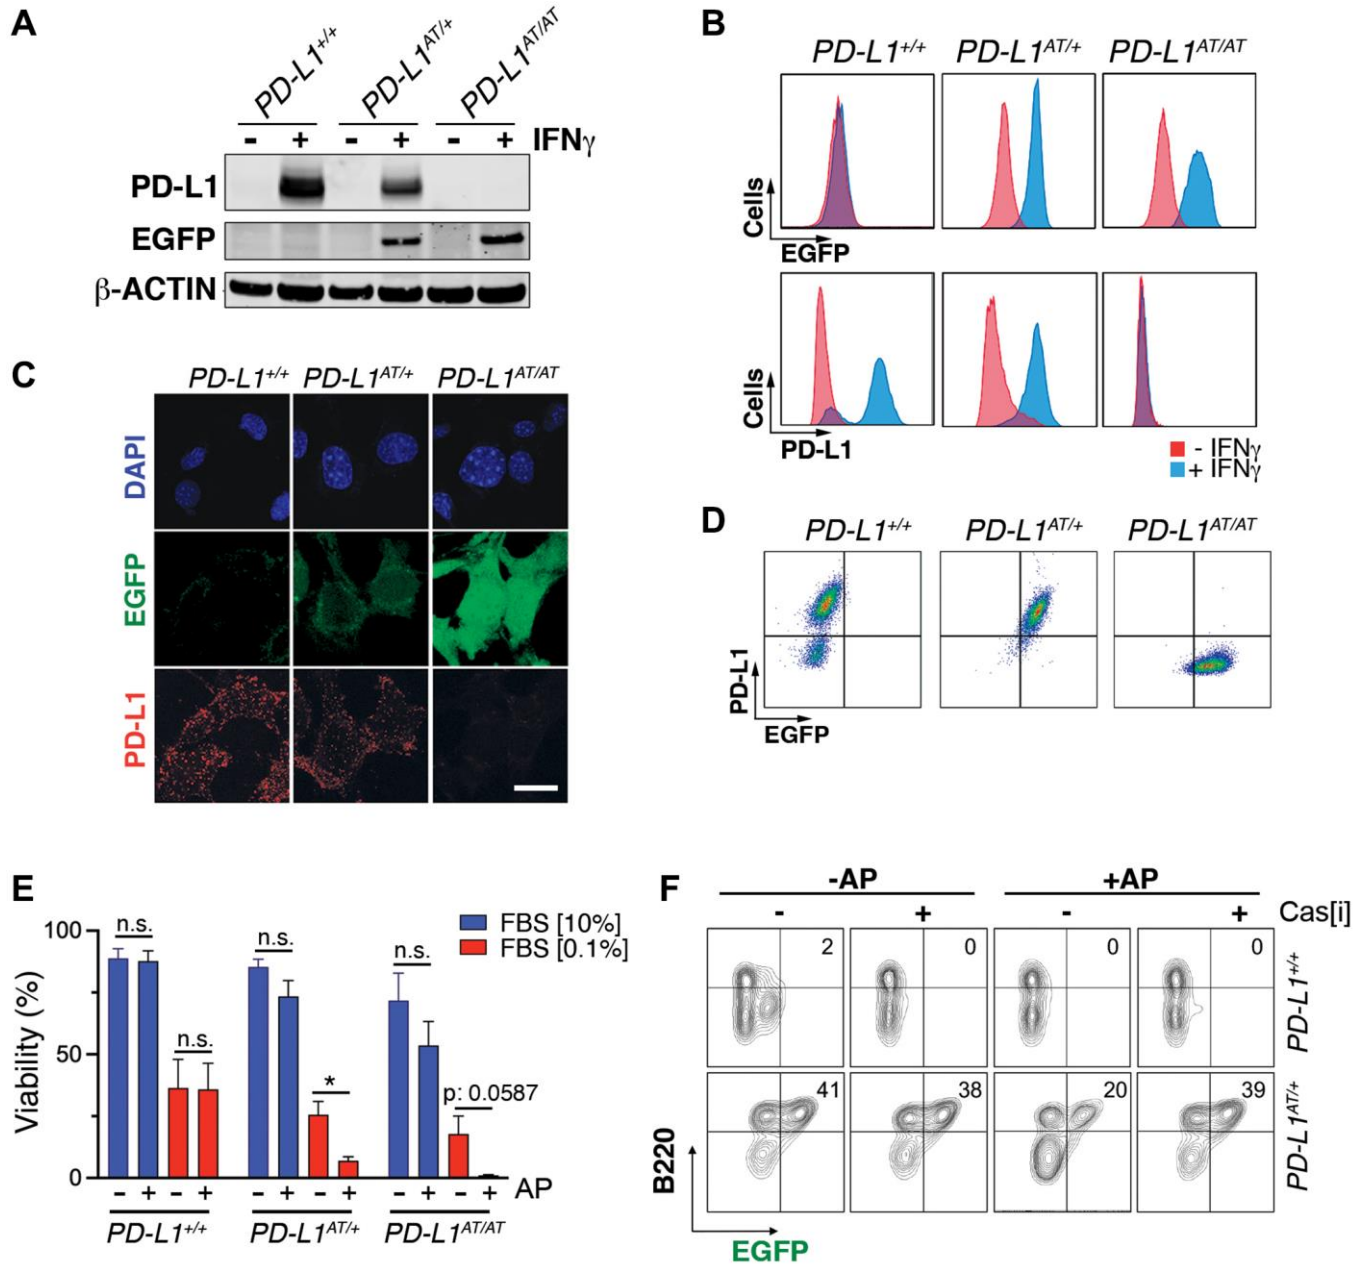 A
PD-L1+/+ PD-L1AT/+ PD-L1AT/AT
- + - + - + IFNγ
PD-L1
EGFP
β-ACTIN
B
PD-L1+/+ PD-L1AT/+ PD-L1AT/AT
Cells
EGFP
Cells
PD-L1
- IFNγ
+ IFNγ
C
PD-L1+/+ PD-L1AT/+ PD-L1AT/AT
DAPI
EGFP
PD-L1
D
PD-L1+/+ PD-L1AT/+ PD-L1AT/AT
PD-L1
EGFP
E
FBS [10%]
FBS [0.1%]
Viability (%)
100
50
0
n.s. n.s. n.s.
n.s. * p: 0.0587
- + - + - + - + - + - + AP
PD-L1+/+ PD-L1AT/+ PD-L1AT/AT
F
-AP +AP
- + - + Cas[i]
2 0 0 0 PD-L1+/+
41 38 20 39 PD-L1AT/+
B220
EGFP